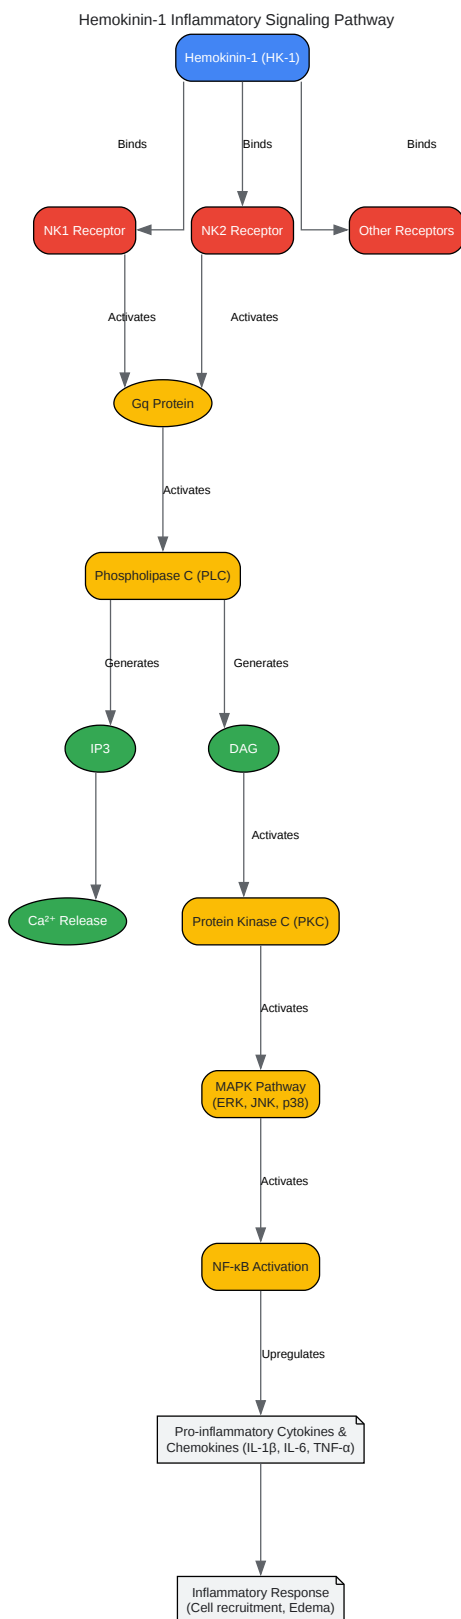 Hemokinin-1 Inflammatory Signaling Pathway
Hemokinin-1 (HK-1)
Binds
Binds
Binds
NK1 Receptor
NK2 Receptor
Other Receptors
Activates
Activates
Gq Protein
Activates
Phospholipase C (PLC)
Generates
Generates
IP3
DAG
Activates
Ca²⁺ Release
Protein Kinase C (PKC)
Activates
MAPK Pathway
(ERK, JNK, p38)
Activates
NF-κB Activation
Upregulates
Pro-inflammatory Cytokines &
Chemokines (IL-1β, IL-6, TNF-α)
Inflammatory Response
(Cell recruitment, Edema)